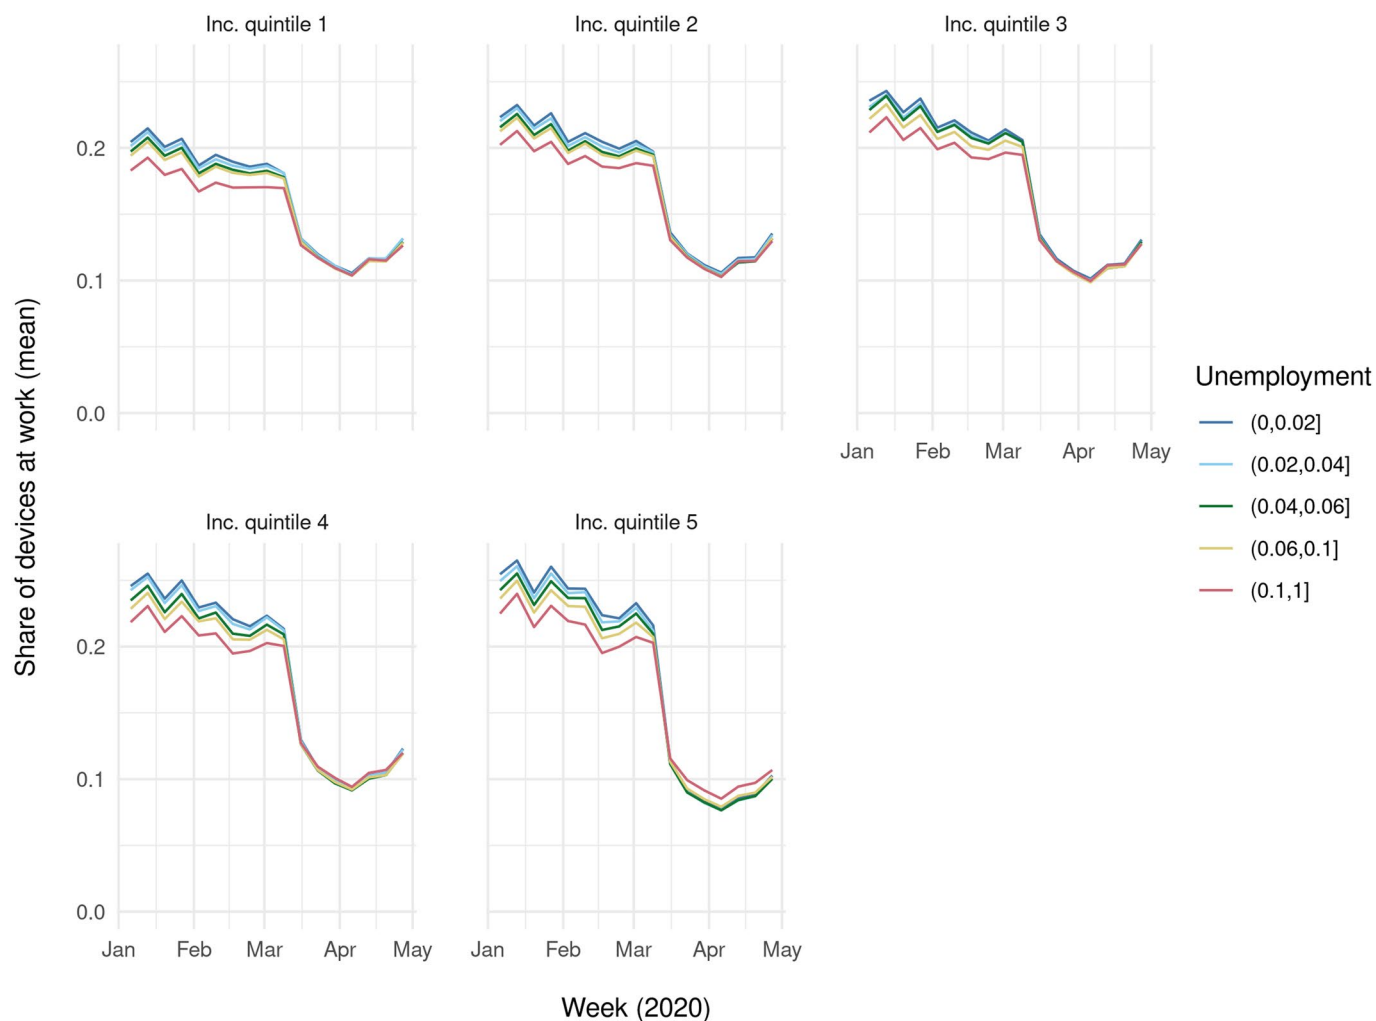 Inc. quintile 1
Inc. quintile 2
Inc. quintile 3
0.2
0.1
0.0
Jan Feb Mar Apr May
Inc. quintile 4
Inc. quintile 5
0.2
0.1
0.0
Jan Feb Mar Apr May
Jan Feb Mar Apr May
Share of devices at work (mean)
Week (2020)
Unemployment
(0,0.02]
(0.02,0.04]
(0.04,0.06]
(0.06,0.1]
(0.1,1]